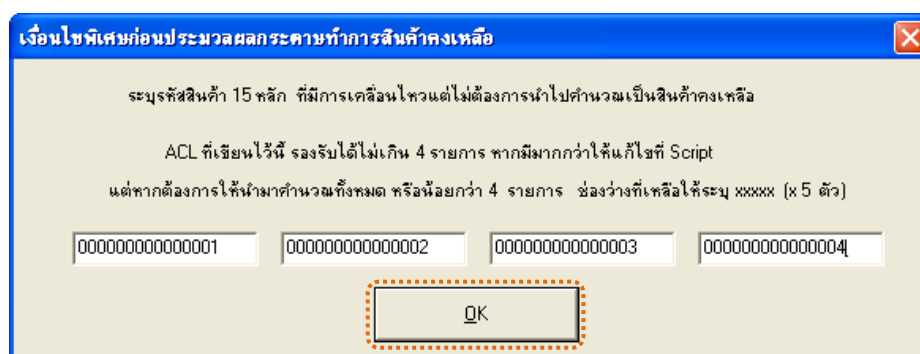 เงื่อนไขพิเศษก่อนประมวลผลกระดาษทำการสินค้าคงเหลือ
ระบุรหัสสินค้า 15 หลัก ที่มีการเคลื่อนไหวแต่ไม่ต้องการนำไปคำนวณเป็นสินค้าคงเหลือ
ACL ที่เขียนไว้นี้ รองรับได้ไม่เกิน 4 รายการ หากมีมากกว่าให้แก้ไขที่ Script
แต่หากต้องการให้นำมาคำนวณทั้งหมด หรือน้อยกว่า 4 รายการ ช่องว่างที่เหลือให้ระบุ xxxxx (x 5 ตัว)
000000000000001 000000000000002 000000000000003 000000000000004
OK